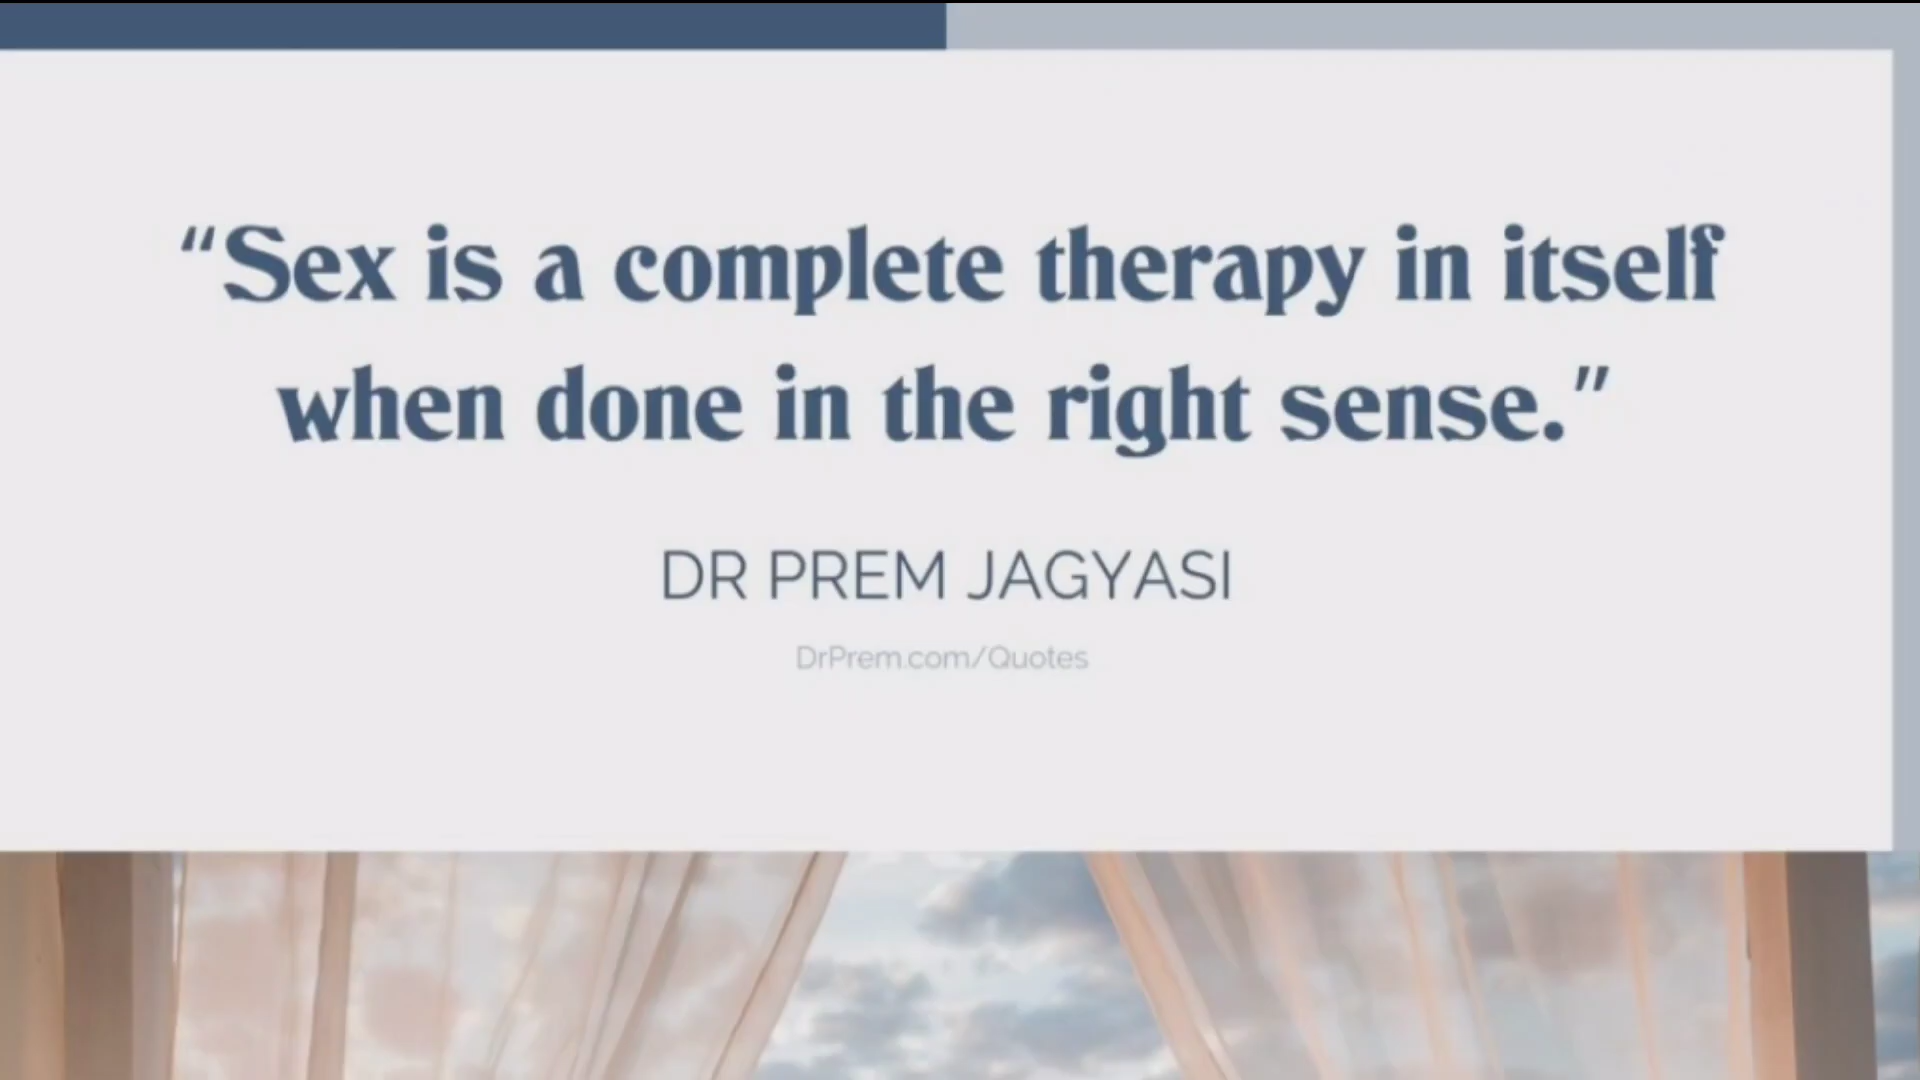 “Sex is a complete therapy in itself
when done in the right sense.”
DR PREM JAGYASI
DrPrem.com/Quotes